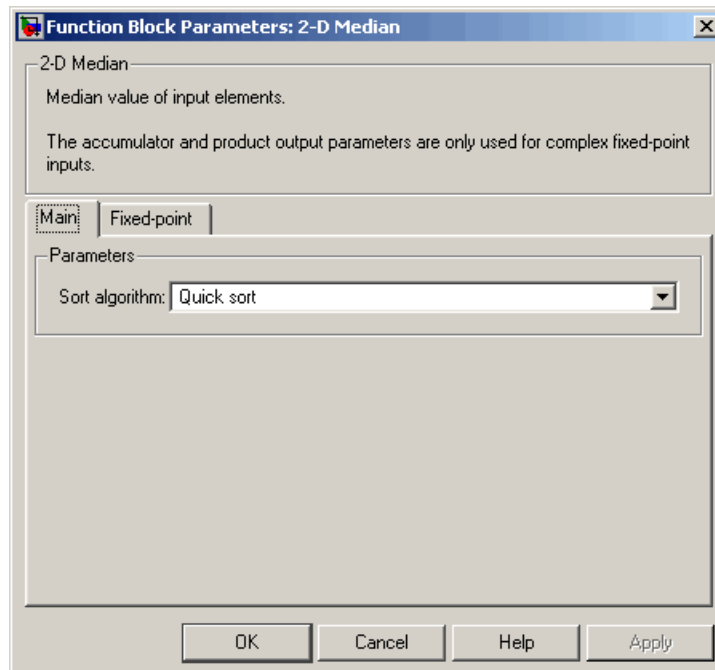 Function Block Parameters: 2-D Median
2-D Median
Median value of input elements.
The accumulator and product output parameters are only used for complex fixed-point
inputs.
Main Fixed-point
Parameters
Sort algorithm: Quick sort
OK Cancel Help Apply